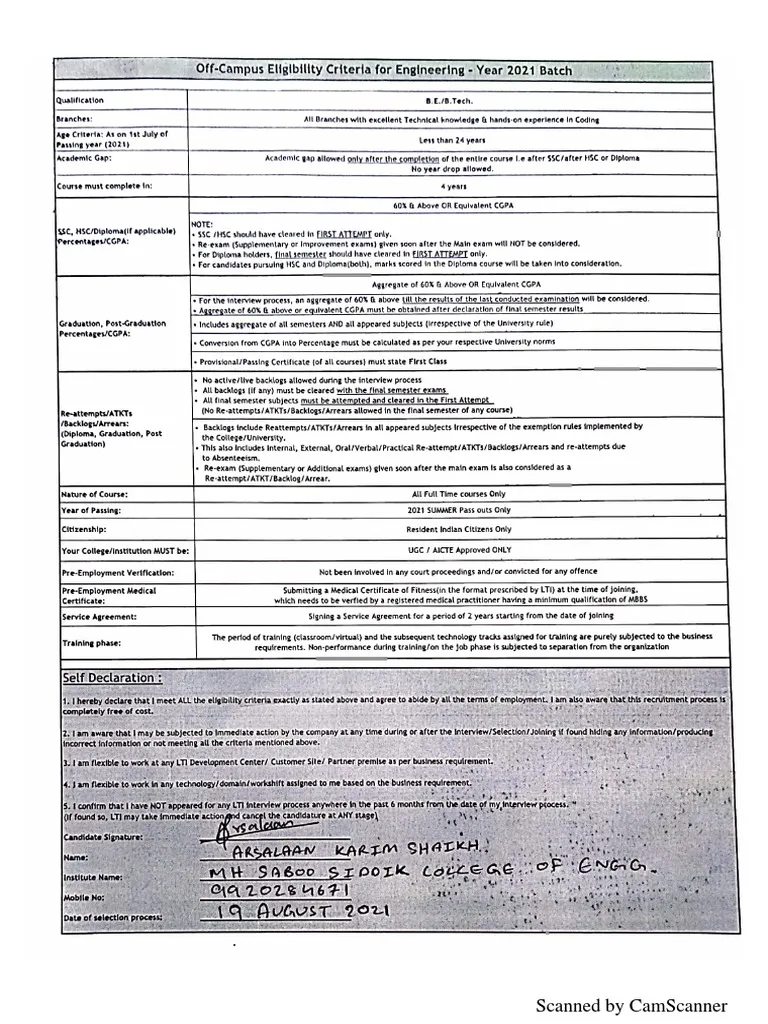 Off-Campus Eligibility Criteria for Engineering - Year 2021 Batch
Qualification
B.E./B.Tech.
Branches:
All Branches with excellent Technical knowledge & hands-on experience in Coding
Age Criteria: As on 1st July of
Passing year (2021)
Less than 24 years
Academic Gap:
Academic gap allowed only after the completion of the entire course i.e after SSC/after HSC or Diploma
No year drop allowed.
Course must complete in:
4 years
SSC, HSC/Diploma(if applicable)
Percentages/CGPA:
60% & Above OR Equivalent CGPA
NOTE:
• SSC /HSC should have cleared in FIRST ATTEMPT only.
• Re-exam (Supplementary or Improvement exams) given soon after the Main exam will NOT be considered.
• For Diploma holders, final semester should have cleared in FIRST ATTEMPT only.
• For candidates pursuing HSC and Diploma(both), marks scored in the Diploma course will be taken into consideration.
Graduation, Post-Graduation
Percentages/CGPA:
Aggregate of 60% & Above OR Equivalent CGPA
• For the interview process, an aggregate of 60% & above till the results of the last conducted examination will be considered.
• Aggregate of 60% & above or equivalent CGPA must be obtained after declaration of final semester results
• Includes aggregate of all semesters AND all appeared subjects (irrespective of the University rule)
• Conversion from CGPA into Percentage must be calculated as per your respective University norms
• Provisional/Passing Certificate (of all courses) must state First Class
Re-attempts/ATKTs
/Backlogs/Arrears:
(Diploma, Graduation, Post
Graduation)
• No active/live backlogs allowed during the interview process
• All backlogs (if any) must be cleared with the final semester exams
• All final semester subjects must be attempted and cleared in the First Attempt
(No Re-attempts/ATKTs/Backlogs/Arrears allowed in the final semester of any course)
• Backlogs include Reattempts/ATKTs/Arrears in all appeared subjects irrespective of the exemption rules implemented by
the College/University.
• This also includes Internal, External, Oral/Verbal/Practical Re-attempt/ATKTs/Backlogs/Arrears and re-attempts due
to Absenteeism.
• Re-exam (Supplementary or Additional exams) given soon after the main exam is also considered as a
Re-attempt/ATKT/Backlog/Arrear.
Nature of Course:
All Full Time courses Only
Year of Passing:
2021 SUMMER Pass outs Only
Citizenship:
Resident Indian Citizens Only
Your College/Institution MUST be:
UGC / AICTE Approved ONLY
Pre-Employment Verification:
Not been involved in any court proceedings and/or convicted for any offence
Pre-Employment Medical
Certificate:
Submitting a Medical Certificate of Fitness(in the format prescribed by LTI) at the time of joining,
which needs to be verfied by a registered medical practitioner having a minimum qualification of MBBS
Service Agreement:
Signing a Service Agreement for a period of 2 years starting from the date of joining
Training phase:
The period of training (classroom/virtual) and the subsequent technology tracks assigned for training are purely subjected to the business
requirements. Non-performance during training/on the job phase is subjected to separation from the organization
Self Declaration :
1. I hereby declare that I meet ALL the eligibility criteria exactly as stated above and agree to abide by all the terms of employment. I am also aware that this recruitment process is
completely free of cost.
2. I am aware that I may be subjected to immediate action by the company at any time during or after the Interview/Selection/Joining if found hiding any information/producing
incorrect information or not meeting all the criteria mentioned above.
3. I am flexible to work at any LTI Development Center/ Customer Site/ Partner premise as per business requirement.
4. I am flexible to work in any technology/domain/workshift assigned to me based on the business requirement.
5. I confirm that I have NOT appeared for any LTI interview process anywhere in the past 6 months from the date of my interview process. "
(If found so, LTI may take immediate action and cancel the candidature at ANY stage)
Candidate Signature: Arsalaan
Name: ARSALAAN KARIM SHAIKH.
Institute Name: MH SABOO SIDDIK COLLEGE OF ENGG.
Mobile No: 9920284671
Date of selection process: 19 AUGUST 2021
Scanned by CamScanner